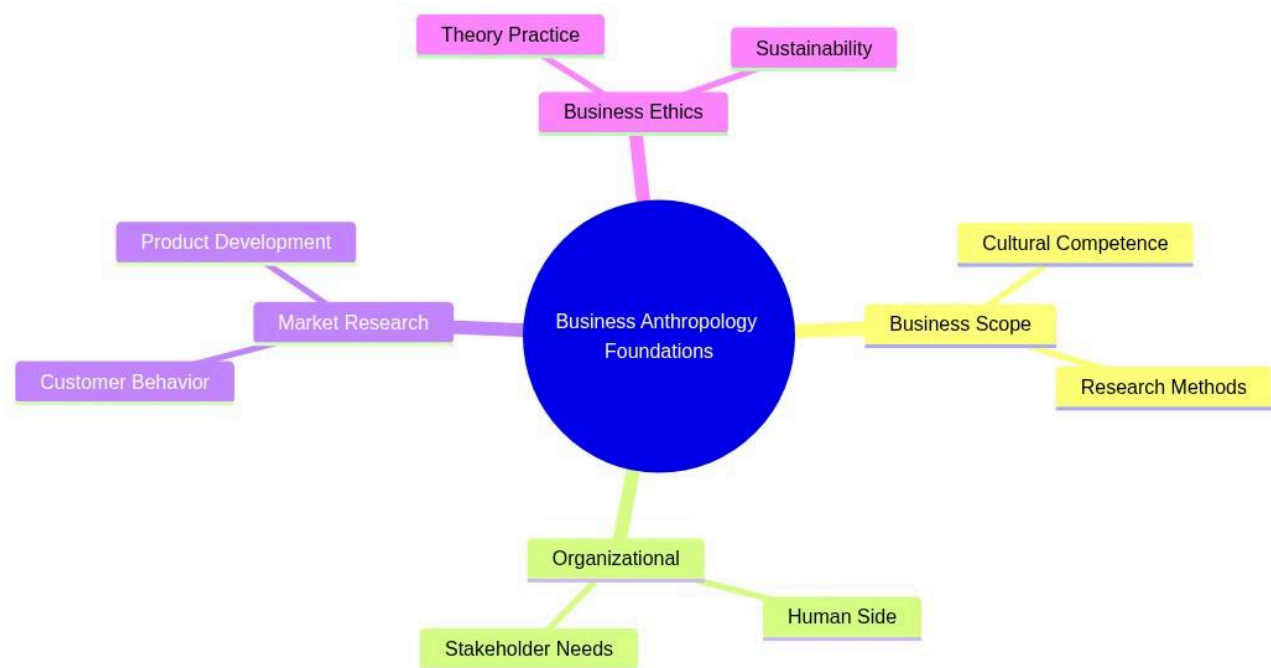 Theory Practice
Sustainability
Business Ethics
Product Development
Cultural Competence
Market Research
Business Anthropology
Foundations
Business Scope
Customer Behavior
Research Methods
Organizational
Human Side
Stakeholder Needs